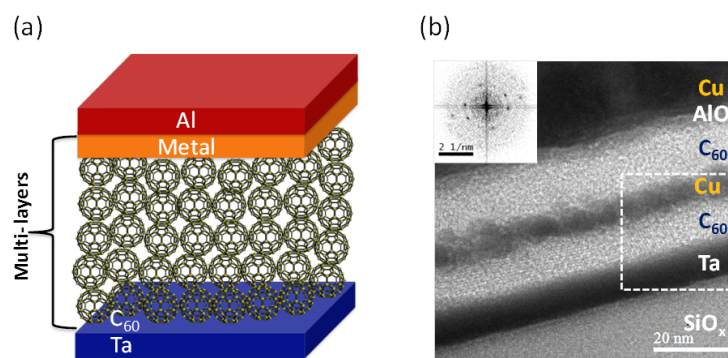 (a)
(b)
Al
Metal
Multi-layers
C60
Ta
2 1/nm
Cu
AlO
C60
Cu
C60
Ta
SiOx
20 nm